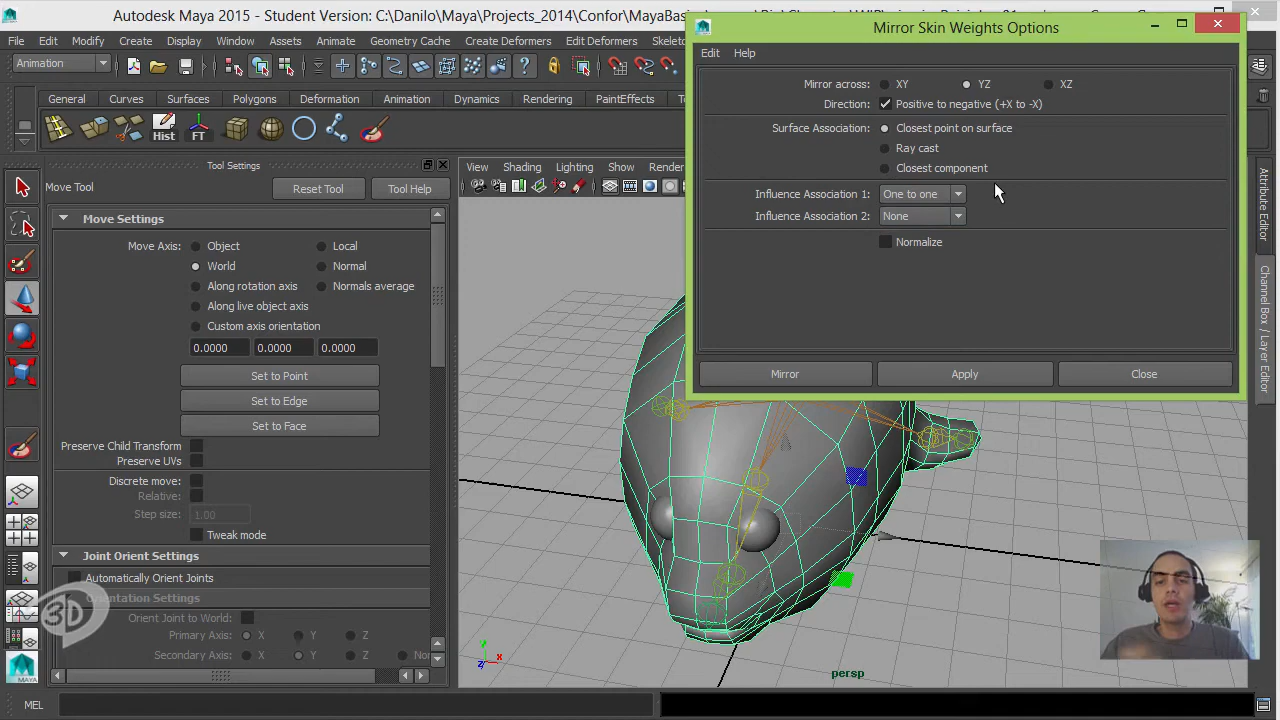 Autodesk Maya 2015 - Student Version: C:\Danilo\Maya\Projects_2014\Confor\MayaBasi
Mirror Skin Weights Options
File Edit Modify Create Display Window Assets Animate Geometry Cache Create Deformers Edit Deformers Skeleto
Edit Help
Animation
Mirror across: XY YZ XZ
Direction: Positive to negative (+X to -X)
General Curves Surfaces Polygons Deformation Animation Dynamics Rendering PaintEffects
Hist FT
Surface Association: Closest point on surface
Ray cast
Closest component
Influence Association 1: One to one
Influence Association 2: None
Normalize
Mirror Apply Close
Tool Settings
Move Tool Reset Tool Tool Help
Move Settings
Move Axis: Object Local
World Normal
Along rotation axis Normals average
Along live object axis
Custom axis orientation
0.0000 0.0000 0.0000
Set to Point
Set to Edge
Set to Face
Preserve Child Transform
Preserve UVs
Discrete move:
Relative:
Step size: 1.00
Tweak mode
Joint Orient Settings
Automatically Orient Joints
Orientation Settings
Orient Joint to World:
Primary Axis: X Y Z
Secondary Axis: X Y Z Non
View Shading Lighting Show Render
Attribute Editor
Channel Box / Layer Editor
y
x
z
persp
3D
MAYA
MEL